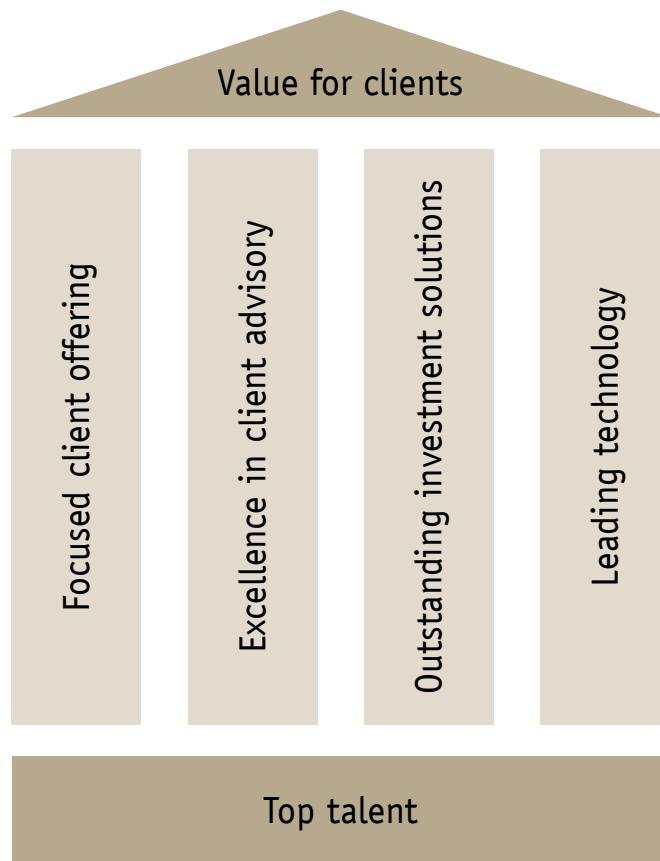 Value for clients
Focused client offering
Excellence in client advisory
Outstanding investment solutions
Leading technology
Top talent